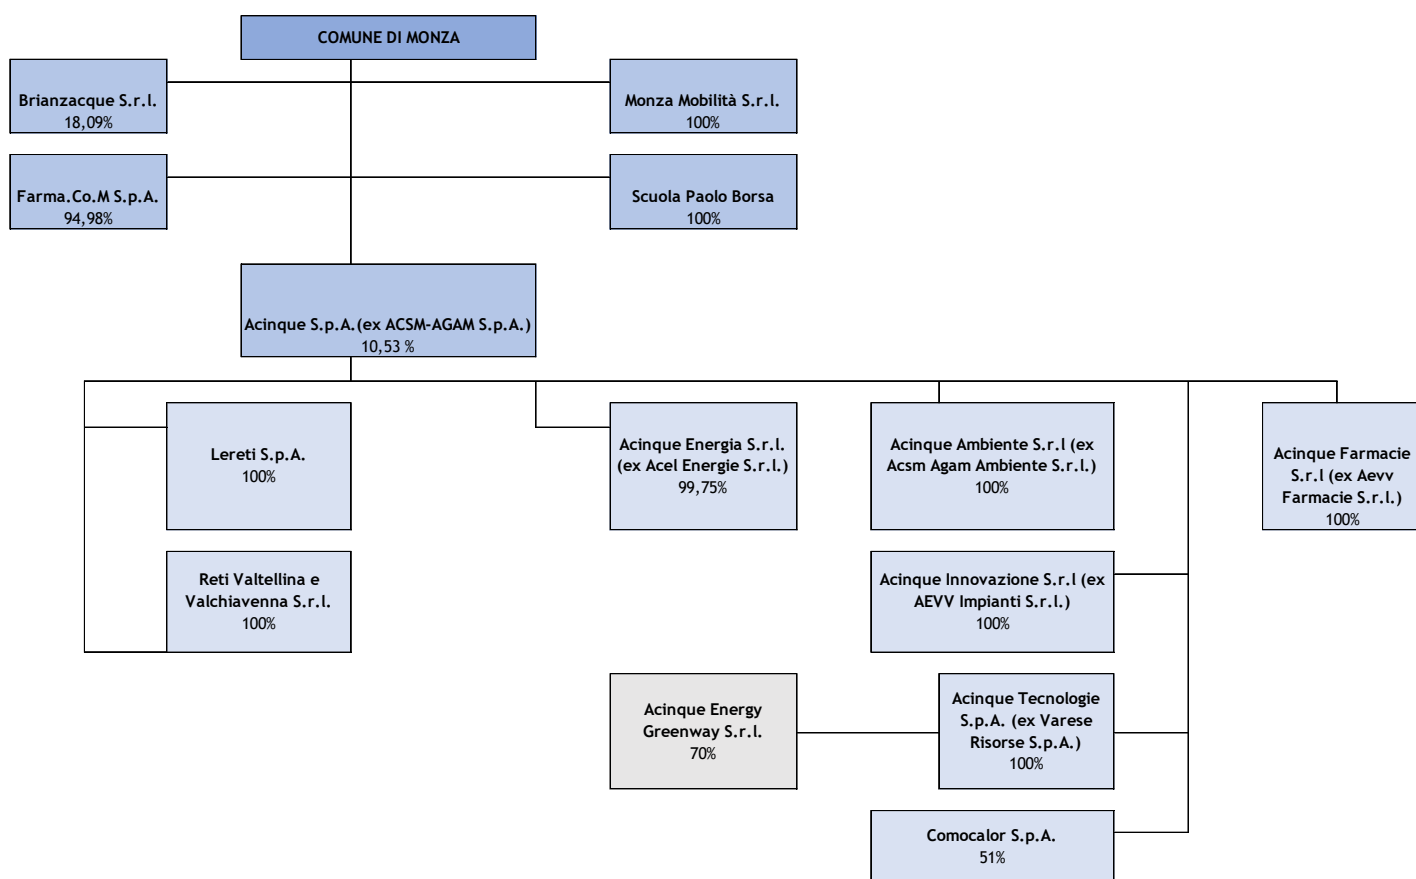 COMUNE DI MONZA
Brianzacque S.r.l.
18,09%
Monza Mobilità S.r.l.
100%
Farma.Co.M S.p.A.
94,98%
Scuola Paolo Borsa
100%
Acinque S.p.A.(ex ACSM-AGAM S.p.A.)
10,53 %
Lereti S.p.A.
100%
Acinque Energia S.r.l.
(ex Acel Energie S.r.l.)
99,75%
Acinque Ambiente S.r.l (ex
Acsm Agam Ambiente S.r.l.)
100%
Acinque Farmacie
S.r.l (ex Aevv
Farmacie S.r.l.)
100%
Reti Valtellina e
Valchiavenna S.r.l.
100%
Acinque Innovazione S.r.l (ex
AEVV Impianti S.r.l.)
100%
Acinque Energy
Greenway S.r.l.
70%
Acinque Tecnologie
S.p.A. (ex Varese
Risorse S.p.A.)
100%
Comocalor S.p.A.
51%